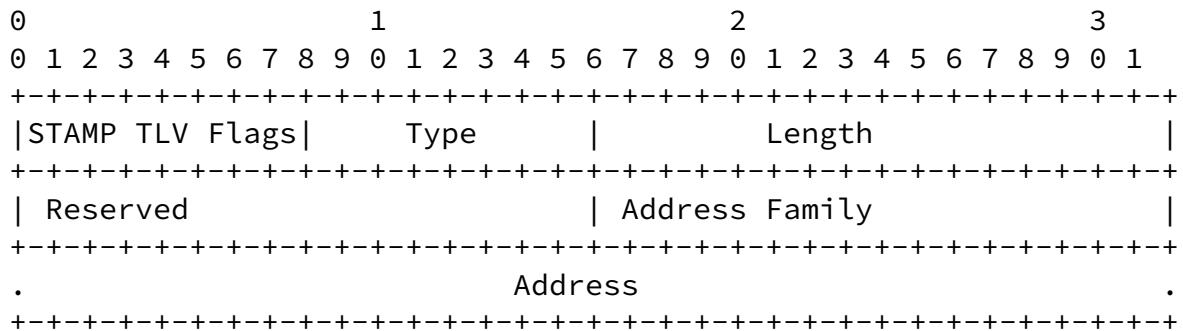 0                   1                   2                   3
0 1 2 3 4 5 6 7 8 9 0 1 2 3 4 5 6 7 8 9 0 1 2 3 4 5 6 7 8 9 0 1
+-+-+-+-+-+-+-+-+-+-+-+-+-+-+-+-+-+-+-+-+-+-+-+-+-+-+-+-+-+-+-+-+
|STAMP TLV Flags|     Type      |         Length                |
+-+-+-+-+-+-+-+-+-+-+-+-+-+-+-+-+-+-+-+-+-+-+-+-+-+-+-+-+-+-+-+-+
| Reserved                      | Address Family                |
+-+-+-+-+-+-+-+-+-+-+-+-+-+-+-+-+-+-+-+-+-+-+-+-+-+-+-+-+-+-+-+-+
.                           Address                             .
+-+-+-+-+-+-+-+-+-+-+-+-+-+-+-+-+-+-+-+-+-+-+-+-+-+-+-+-+-+-+-+-+